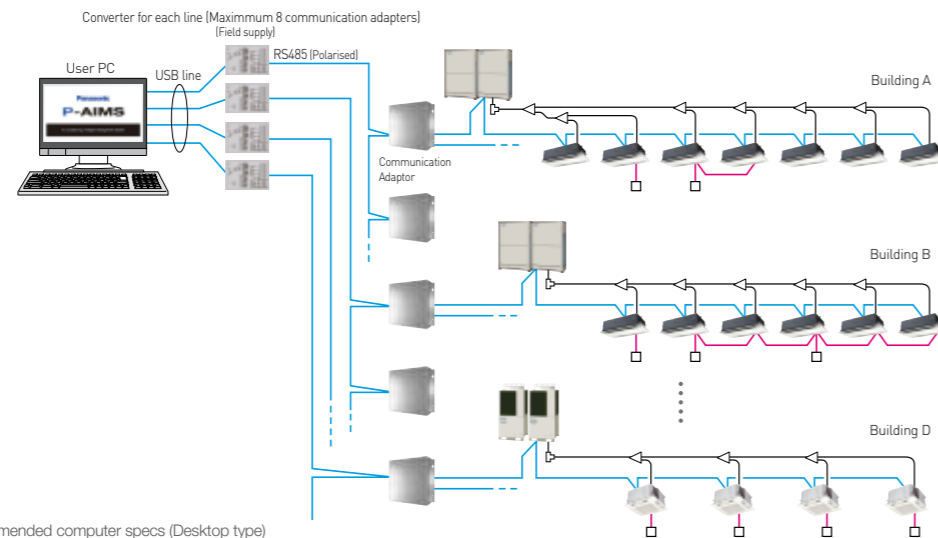 Converter for each line (Maximmum 8 communication adapters)
(Field supply)
RS485 (Polarised)
User PC
USB line
Panasonic
P-AIMS
Building A
Communication
Adaptor
Building B
Building D
mended computer specs (Desktop type)